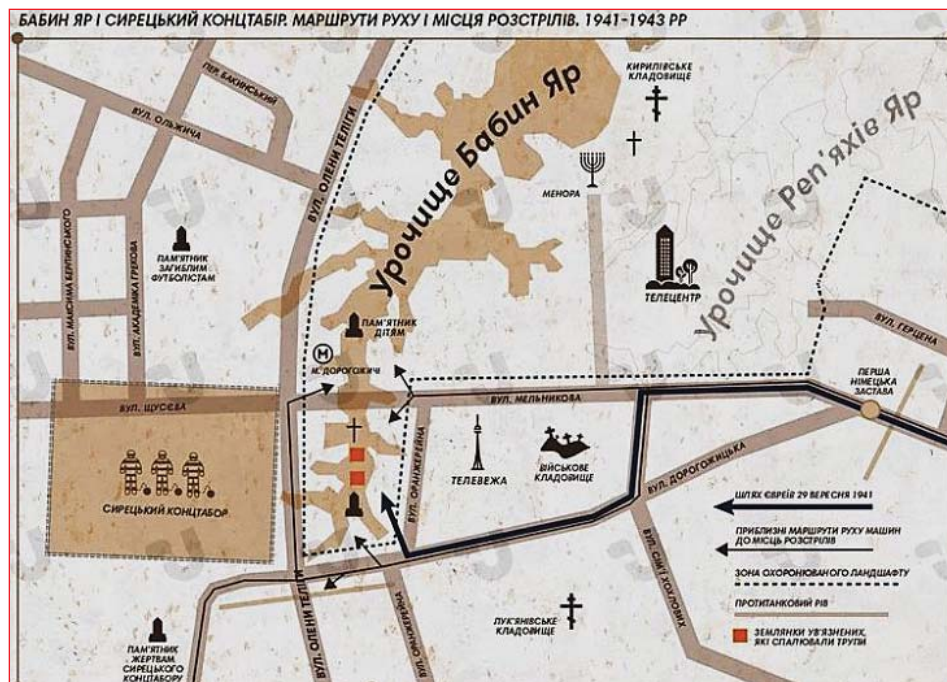 БАБИН ЯР І СИРЕЦЬКИЙ КОНЦТАБІР. МАРШРУТИ РУХУ І МІСЦЯ РОЗСТРІЛІВ. 1941-1943 РР
ПЕР. БАКИНСЬКИЙ
ВУЛ. ОЛЬЖИЧА
ВУЛ. ОЛЕНИ ТЕЛІГИ
Урочище Бабин Яр
КИРИЛІВСЬКЕ
КЛАДОВИЩЕ
МЕНОРА
Урочище Реп'яхів Яр
ТЕЛЕЦЕНТР
ВУЛ. МАКСИМА БЕРЛИНСЬКОГО
ВУЛ. АКАДЕМІКА ГРЕКОВА
ПАМ'ЯТНИК
ЗАГИБЛИМ
ФУТБОЛІСТАМ
ПАМ'ЯТНИК
ДІТЯМ
М
М. ДОРОГОЖИЧІ
ВУЛ. ГЕРЦЕНА
ПЕРША
НІМЕЦЬКА
ЗАСТАВА
ВУЛ. ЩУСЄВА
ВУЛ. МЕЛЬНИКОВА
ВУЛ. ОРАНЖЕРЕЙНА
ТЕЛЕВЕЖА
ВІЙСЬКОВЕ
КЛАДОВИЩЕ
ВУЛ. ДОРОГОЖИЦЬКА
СИРЕЦЬКИЙ КОНЦТАБІР
ШЛЯХ ЄВРЕЇВ 29 ВЕРЕСНЯ 1941
ПРИБЛИЗНІ МАРШРУТИ РУХУ МАШИН
ДО МІСЦЬ РОЗСТРІЛІВ
ЗОНА ОХОРОНЮВАНОГО ЛАНДШАФТУ
ПРОТИТАНКОВИЙ РІВ
ЗЕМЛЯНКИ УВ'ЯЗНЕНИХ,
ЯКІ СПАЛЮВАЛИ ТРУПИ
ВУЛ. СІМ'Ї ХОХЛОВИХ
ЛУК'ЯНІВСЬКЕ
КЛАДОВИЩЕ
ВУЛ. ОЛЕНИ ТЕЛІГИ
ВУЛ. ОРАНЖЕРЕЙНА
ПАМ'ЯТНИК
ЖЕРТВАМ
СИРЕЦЬКОГО
КОНЦТАБОРУ